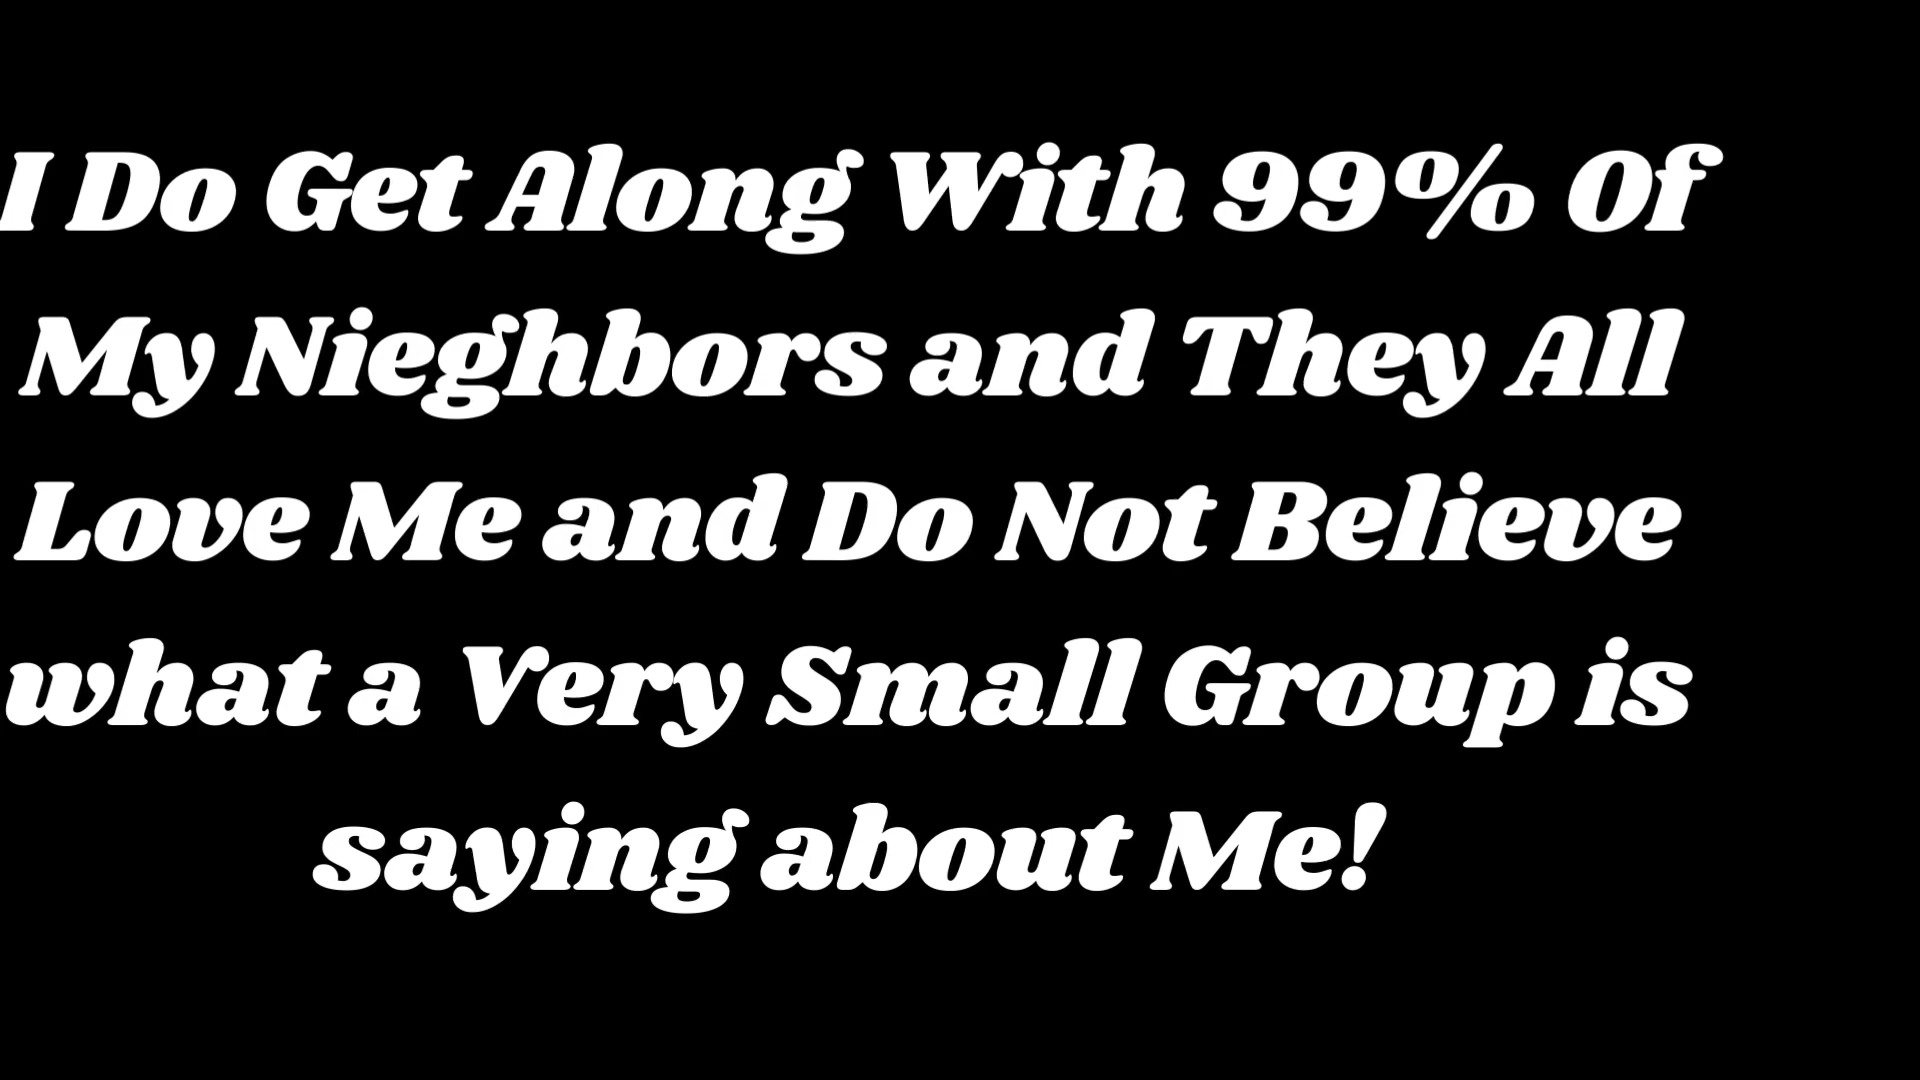 I Do Get Along With 99% Of
My Nieghbors and They All
Love Me and Do Not Believe
what a Very Small Group is
saying about Me!